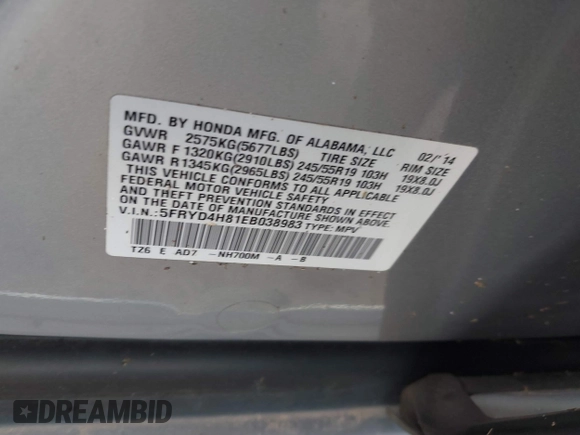 MFD. BY HONDA MFG. OF ALABAMA, LLC 02/'14
GVWR 2575KG(5677LBS) TIRE SIZE RIM SIZE
GAWR F 1320KG(2910LBS) 245/55R19 103H 19X8.0J
GAWR R 1345KG(2965LBS) 245/55R19 103H 19X8.0J
THIS VEHICLE CONFORMS TO ALL APPLICABLE
FEDERAL MOTOR VEHICLE SAFETY, BUMPER,
AND THEFT PREVENTION STANDARDS IN EFFECT
ON THE DATE OF MANUFACTURE SHOWN ABOVE.
V.I.N.: 5FRYD4H81EB038983 TYPE: MPV
TZ6 E AD7 -NH700M -A -B
DREAMBID